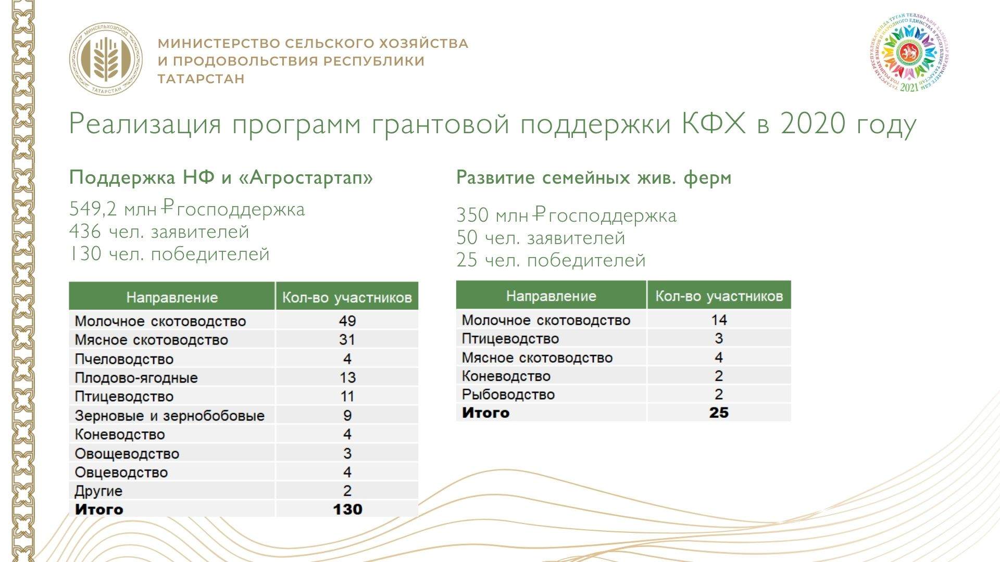 МИНСЕЛЬХОЗПРОД
ТАТАРСТАН
МИНИСТЕРСТВО СЕЛЬСКОГО ХОЗЯЙСТВА
И ПРОДОВОЛЬСТВИЯ РЕСПУБЛИКИ
ТАТАРСТАН
ТАТАРСТАН РЕСПУБЛИКАСЫНДА ТУГАН ТЕЛЛӘР ҺӘМ ХАЛЫКЛАР БЕРДӘМЛЕГЕ ЕЛЫ
ГОД РОДНЫХ ЯЗЫКОВ И НАРОДНОГО ЕДИНСТВА В РЕСПУБЛИКЕ ТАТАРСТАН
2021
Реализация программ грантовой поддержки КФХ в 2020 году
Поддержка НФ и «Агростартап»
549,2 млн ₽ господдержка
436 чел. заявителей
130 чел. победителей
Направление Кол-во участников
Молочное скотоводство 49
Мясное скотоводство 31
Пчеловодство 4
Плодово-ягодные 13
Птицеводство 11
Зерновые и зернобобовые 9
Коневодство 4
Овощеводство 3
Овцеводство 4
Другие 2
Итого 130
Развитие семейных жив. ферм
350 млн ₽ господдержка
50 чел. заявителей
25 чел. победителей
Направление Кол-во участников
Молочное скотоводство 14
Птицеводство 3
Мясное скотоводство 4
Коневодство 2
Рыбоводство 2
Итого 25